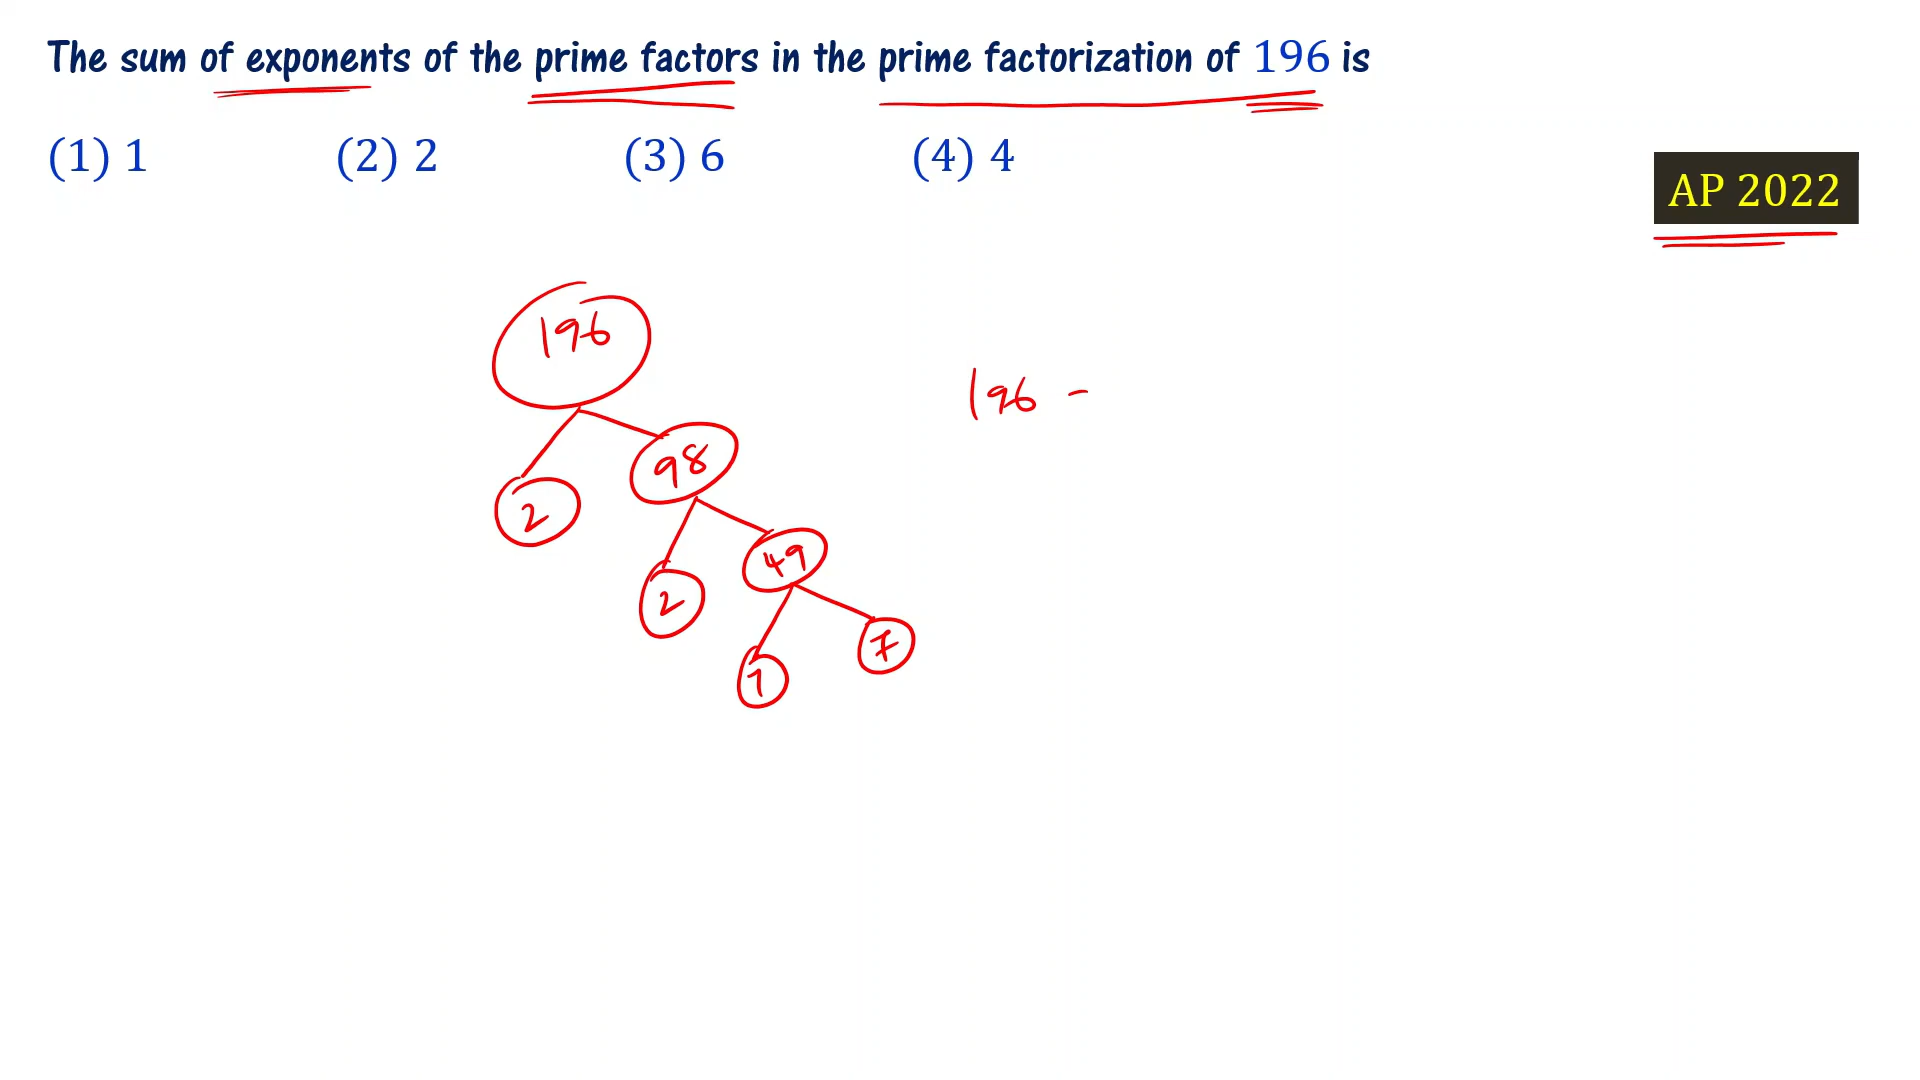 The sum of exponents of the prime factors in the prime factorization of 196 is
(1) 1 (2) 2 (3) 6 (4) 4
AP 2022
196
196 -
98
2
49
2
7
7